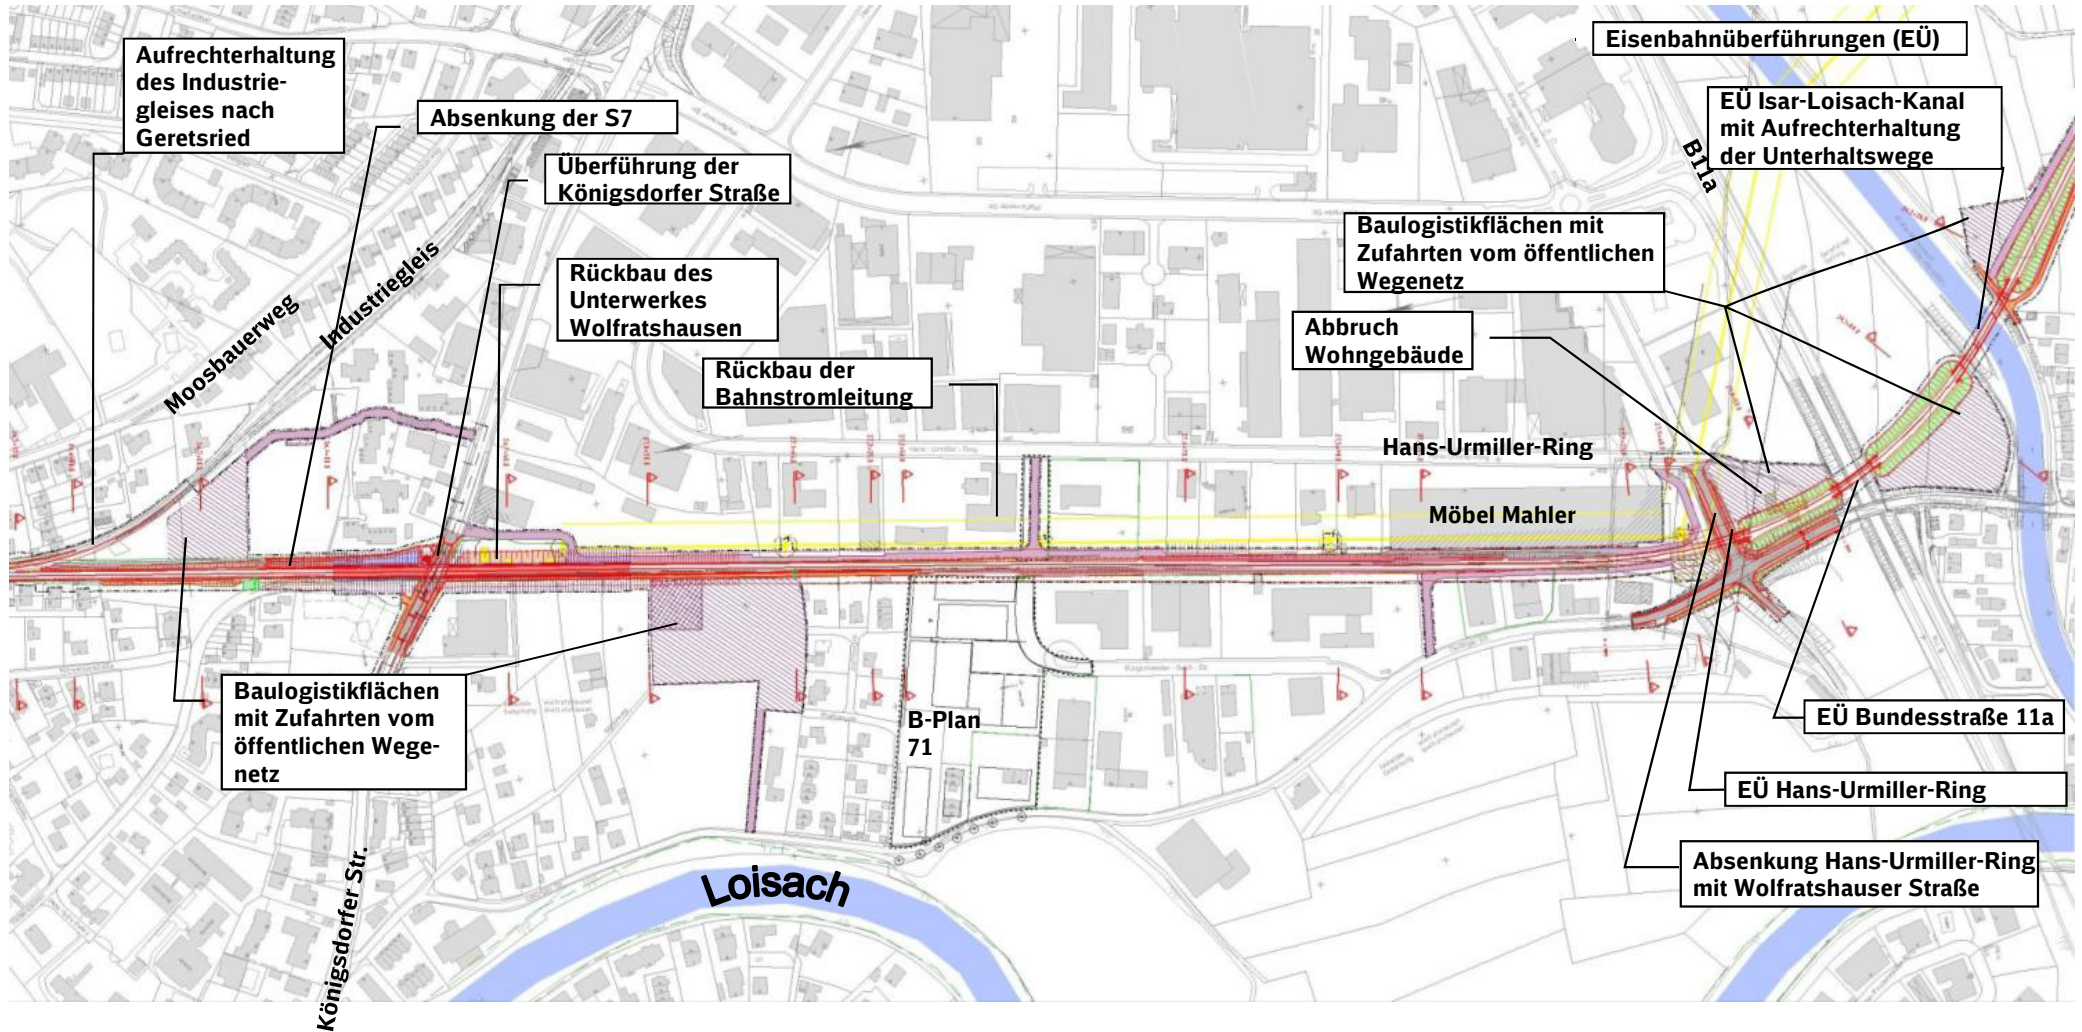 Aufrechterhaltung
des Industrie-
gleises nach
Geretsried
Absenkung der S7
Überführung der
Königsdorfer Straße
Rückbau des
Unterwerkes
Wolfratshausen
Rückbau der
Bahnstromleitung
Moosbauerweg
Industriegleis
Eisenbahnüberführungen (EÜ)
EÜ Isar-Loisach-Kanal
mit Aufrechterhaltung
der Unterhaltswege
B11a
Baulogistikflächen mit
Zufahrten vom öffentlichen
Wegenetz
Abbruch
Wohngebäude
Hans-Urmiller-Ring
Hans-Urmiller-Ring
Möbel Mahler
Baulogistikflächen
mit Zufahrten vom
öffentlichen Wege-
netz
B-Plan
71
EÜ Bundesstraße 11a
EÜ Hans-Urmiller-Ring
Absenkung Hans-Urmiller-Ring
mit Wolfratshauser Straße
Loisach
Königsdorfer Str.